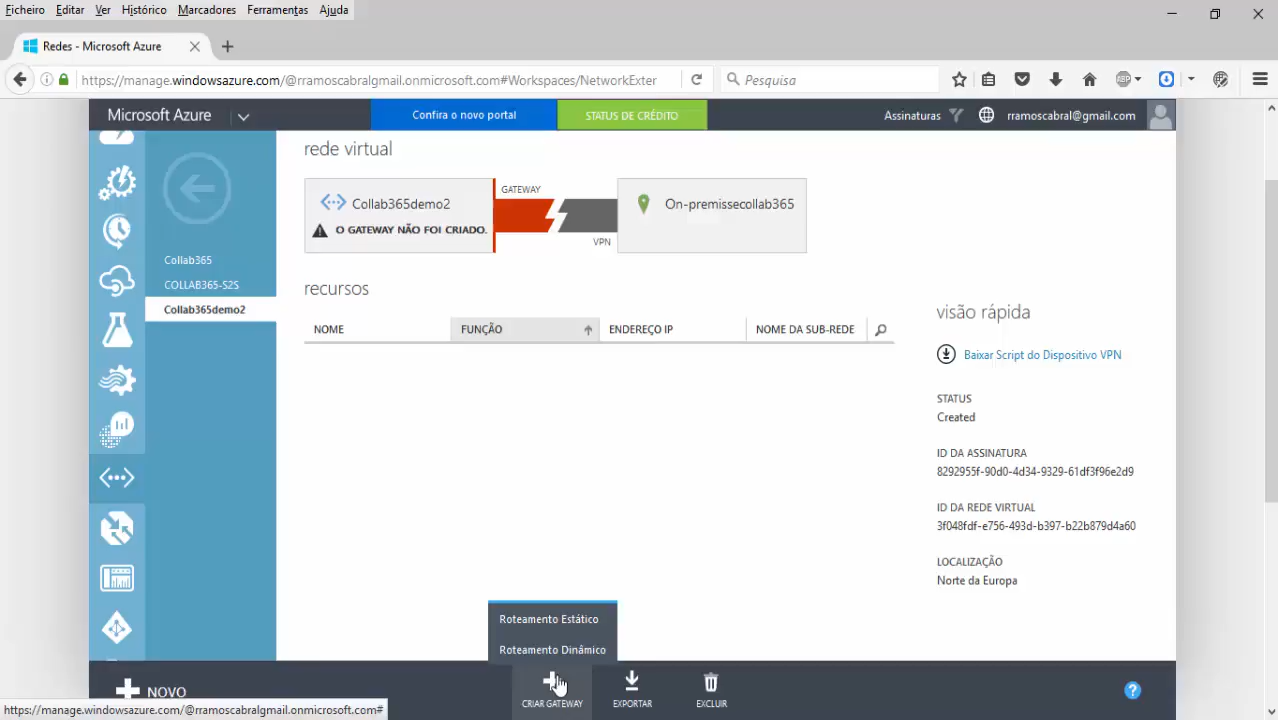 Ficheiro Editar Ver Histórico Marcadores Ferramentas Ajuda
Redes - Microsoft Azure
https://manage.windowsazure.com/@rramoscabralgmail.onmicrosoft.com#Workspaces/NetworkExter
Pesquisa
ABP
Microsoft Azure
Confira o novo portal
STATUS DE CRÉDITO
Assinaturas
rramoscabral@gmail.com
rede virtual
Collab365demo2
O GATEWAY NÃO FOI CRIADO.
GATEWAY
VPN
On-premissecollab365
Collab365
COLLAB365-S2S
Collab365demo2
recursos
NOME FUNÇÃO ENDEREÇO IP NOME DA SUB-REDE
visão rápida
Baixar Script do Dispositivo VPN
STATUS
Created
ID DA ASSINATURA
8292955f-90d0-4d34-9329-61df3f96e2d9
ID DA REDE VIRTUAL
3f048fdf-e756-493d-b397-b22b879d4a60
LOCALIZAÇÃO
Norte da Europa
Roteamento Estático
Roteamento Dinâmico
NOVO
CRIAR GATEWAY
EXPORTAR
EXCLUIR
?
https://manage.windowsazure.com/@rramoscabralgmail.onmicrosoft.com#